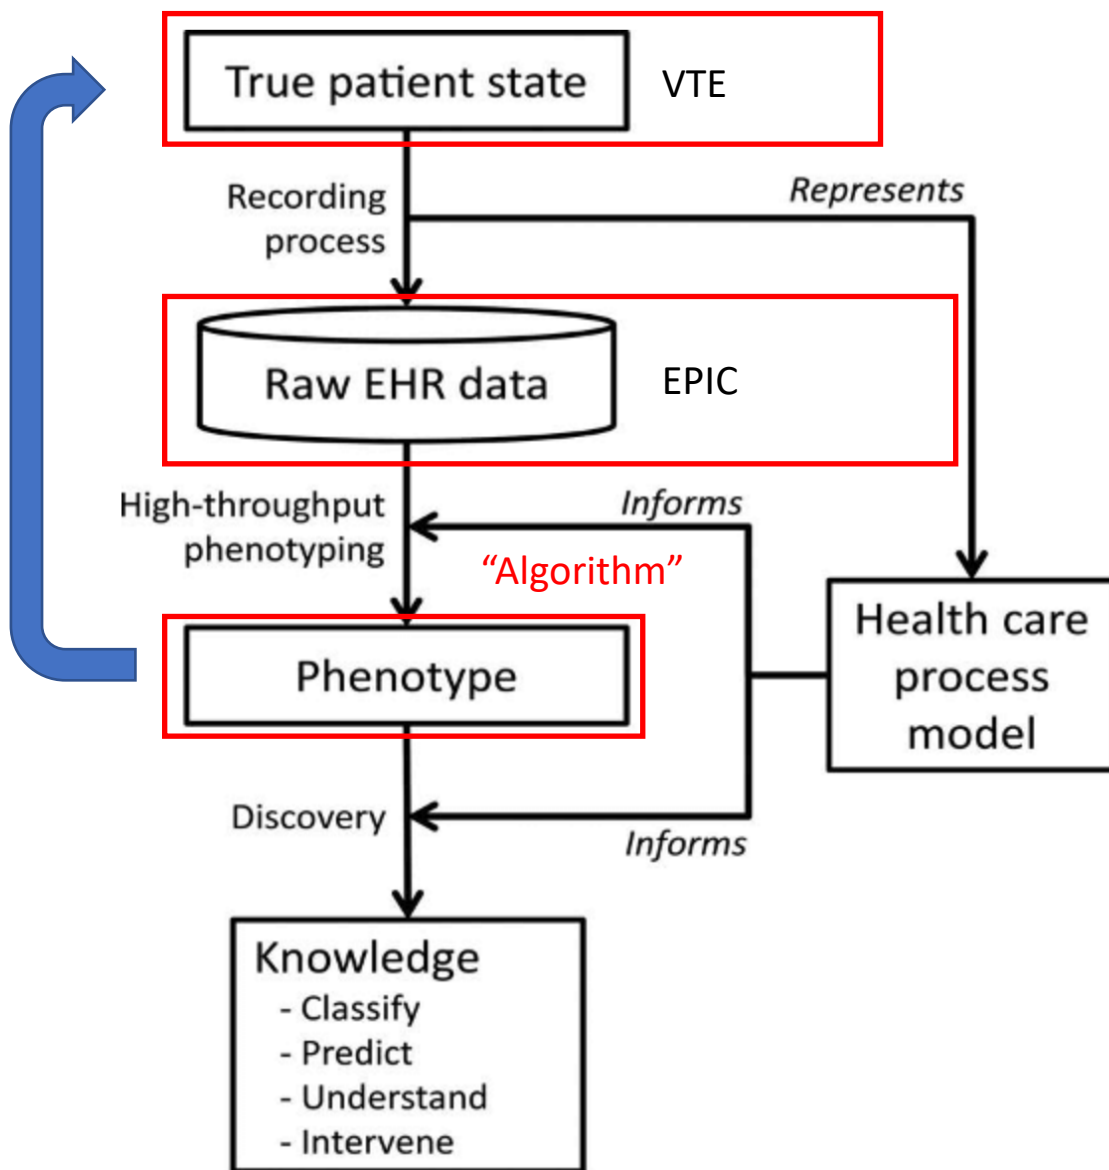 True patient state
VTE
Recording
process
Represents
Raw EHR data
EPIC
High-throughput
phenotyping
Informs
“Algorithm”
Health care
process
model
Phenotype
Discovery
Informs
Knowledge
- Classify
- Predict
- Understand
- Intervene